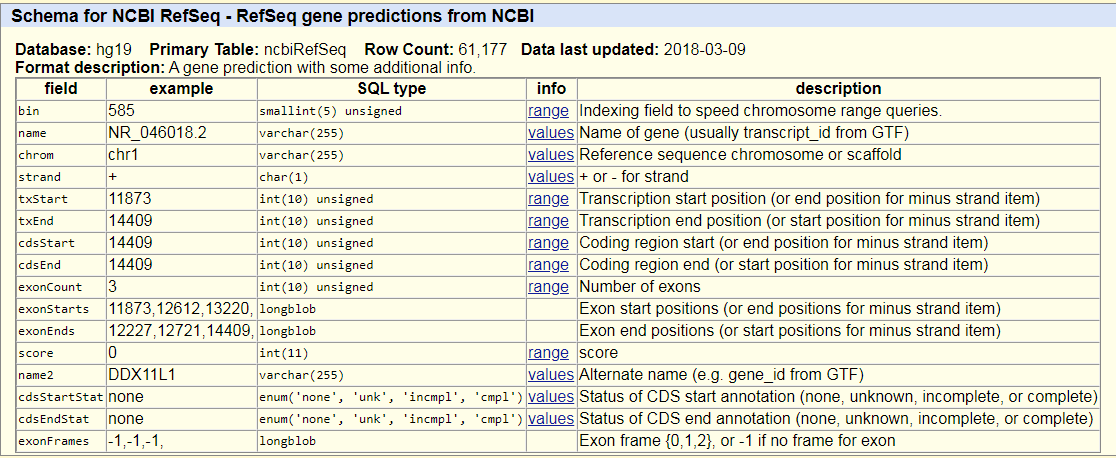 Schema for NCBI RefSeq - RefSeq gene predictions from NCBI
Database: hg19 Primary Table: ncbiRefSeq Row Count: 61,177 Data last updated: 2018-03-09
Format description: A gene prediction with some additional info.
field example SQL type info description
bin 585 smallint(5) unsigned range Indexing field to speed chromosome range queries.
name NR_046018.2 varchar(255) values Name of gene (usually transcript_id from GTF)
chrom chr1 varchar(255) values Reference sequence chromosome or scaffold
strand + char(1) values + or - for strand
txStart 11873 int(10) unsigned range Transcription start position (or end position for minus strand item)
txEnd 14409 int(10) unsigned range Transcription end position (or start position for minus strand item)
cdsStart 14409 int(10) unsigned range Coding region start (or end position for minus strand item)
cdsEnd 14409 int(10) unsigned range Coding region end (or start position for minus strand item)
exonCount 3 int(10) unsigned range Number of exons
exonStarts 11873,12612,13220, longblob Exon start positions (or end positions for minus strand item)
exonEnds 12227,12721,14409, longblob Exon end positions (or start positions for minus strand item)
score 0 int(11) range score
name2 DDX11L1 varchar(255) values Alternate name (e.g. gene_id from GTF)
cdsStartStat none enum('none', 'unk', 'incmpl', 'cmpl') values Status of CDS start annotation (none, unknown, incomplete, or complete)
cdsEndStat none enum('none', 'unk', 'incmpl', 'cmpl') values Status of CDS end annotation (none, unknown, incomplete, or complete)
exonFrames -1,-1,-1, longblob Exon frame {0,1,2}, or -1 if no frame for exon